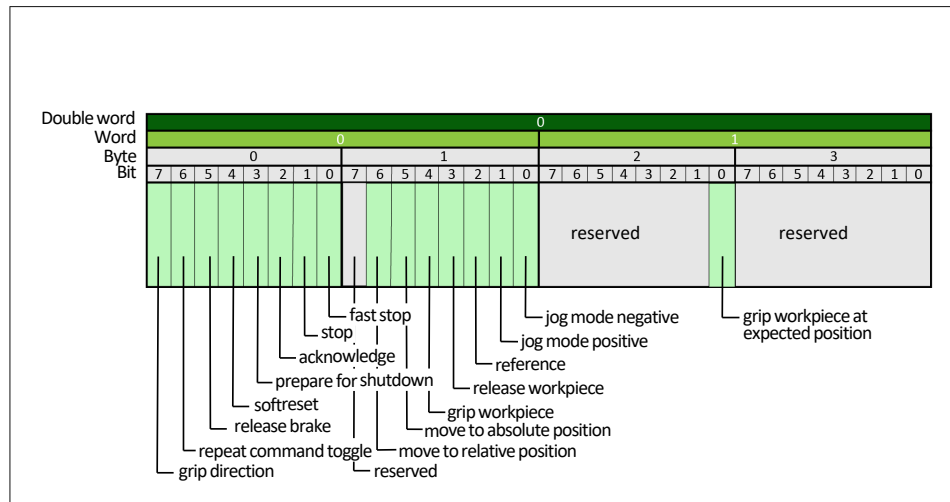 Double word 0
Word 0 1
Byte 0 1 2 3
Bit 7 6 5 4 3 2 1 0 7 6 5 4 3 2 1 0 7 6 5 4 3 2 1 0 7 6 5 4 3 2 1 0
reserved reserved
fast stop jog mode negative grip workpiece at
expected position
stop jog mode positive
acknowledge reference
prepare for shutdown release workpiece
softreset grip workpiece
release brake move to absolute position
repeat command toggle move to relative position
grip direction reserved